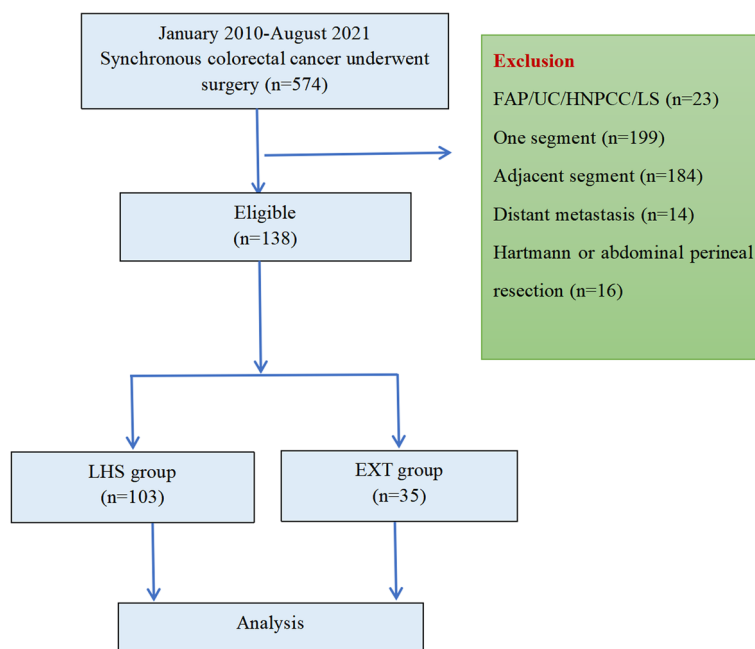 January 2010-August 2021
Synchronous colorectal cancer underwent
surgery (n=574)
Exclusion
FAP/UC/HNPCC/LS (n=23)
One segment (n=199)
Adjacent segment (n=184)
Distant metastasis (n=14)
Hartmann or abdominal perineal
resection (n=16)
Eligible
(n=138)
LHS group
(n=103)
EXT group
(n=35)
Analysis